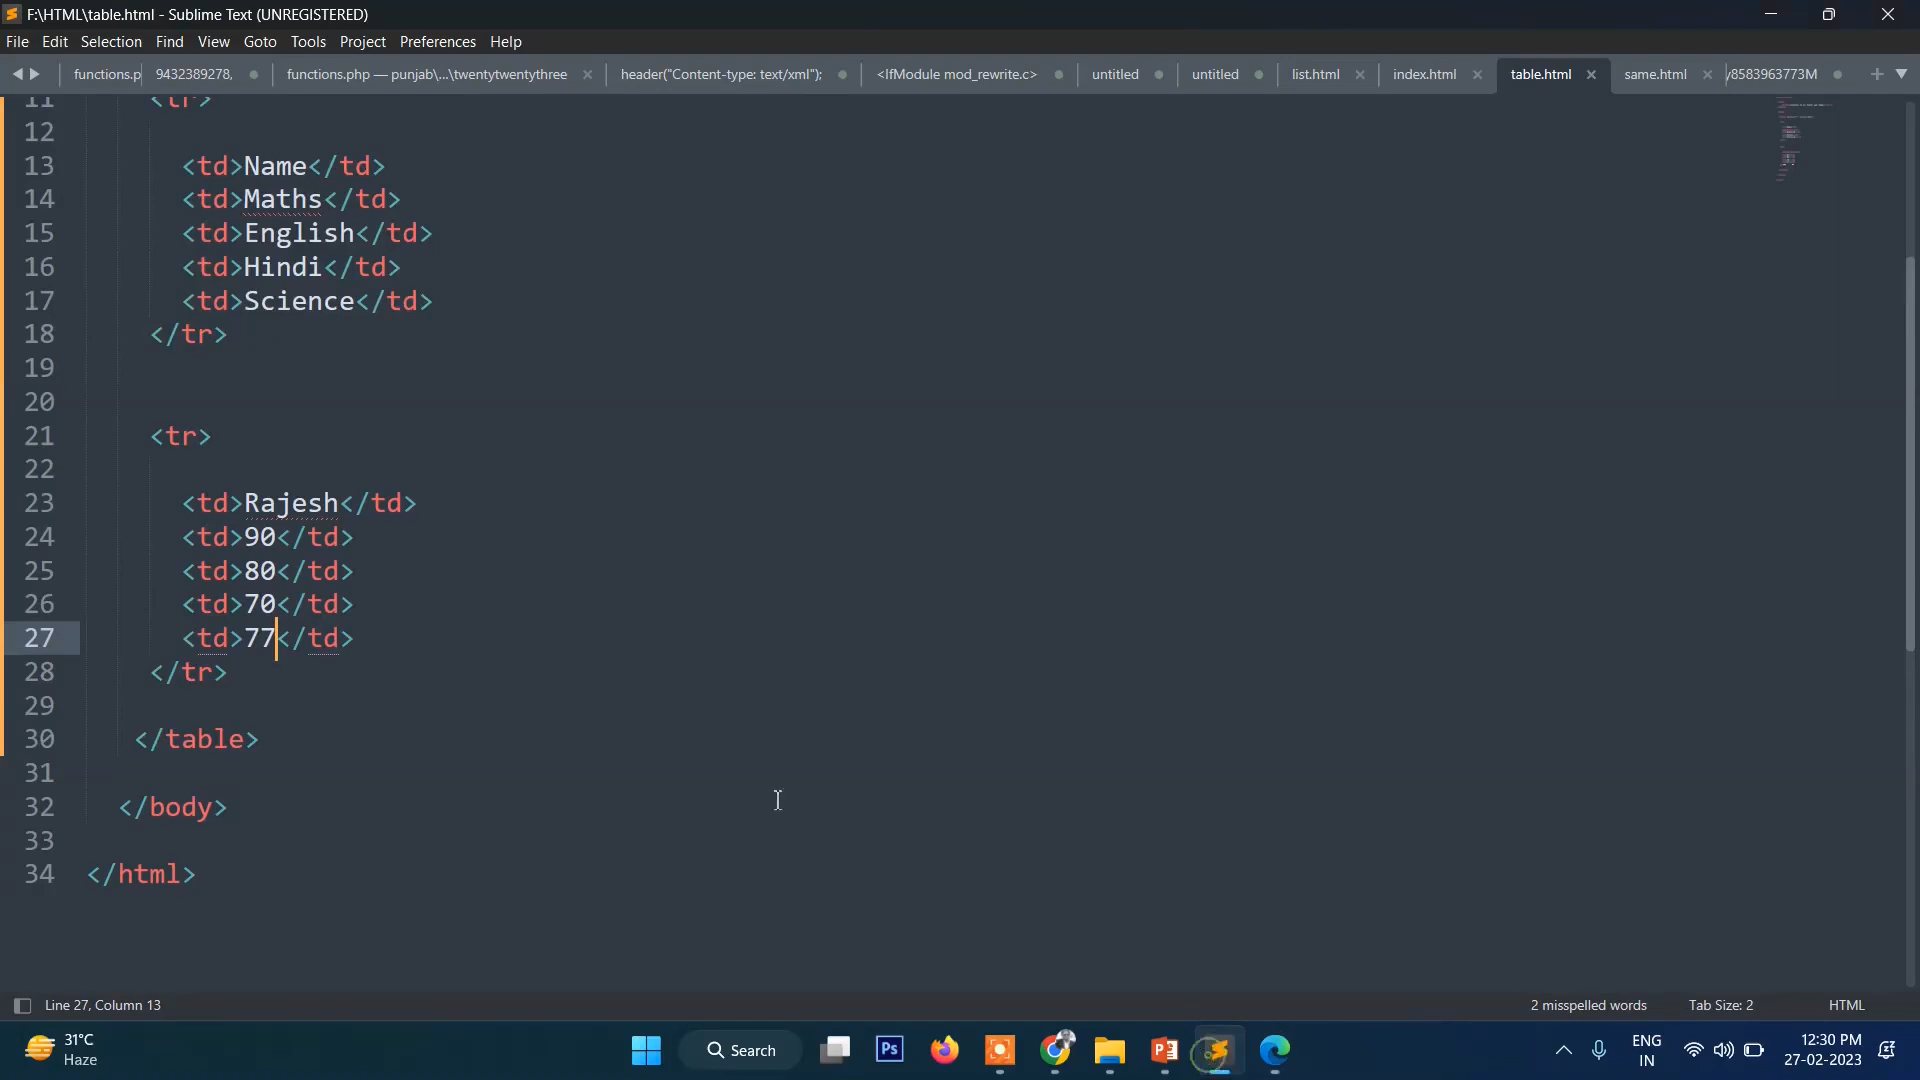 F:\HTML\table.html - Sublime Text (UNREGISTERED)
File Edit Selection Find View Goto Tools Project Preferences Help
functions.p 9432389278, functions.php — punjab\...\twentytwentythree header("Content-type: text/xml"); <IfModule mod_rewrite.c> untitled untitled list.html index.html table.html same.html /8583963773M
11 <tr>
12
13 <td>Name</td>
14 <td>Maths</td>
15 <td>English</td>
16 <td>Hindi</td>
17 <td>Science</td>
18 </tr>
19
20
21 <tr>
22
23 <td>Rajesh</td>
24 <td>90</td>
25 <td>80</td>
26 <td>70</td>
27 <td>77</td>
28 </tr>
29
30 </table>
31
32 </body>
33
34 </html>
Line 27, Column 13 2 misspelled words Tab Size: 2 HTML
31°C
Haze
Search
Ps
ENG
IN
12:30 PM
27-02-2023